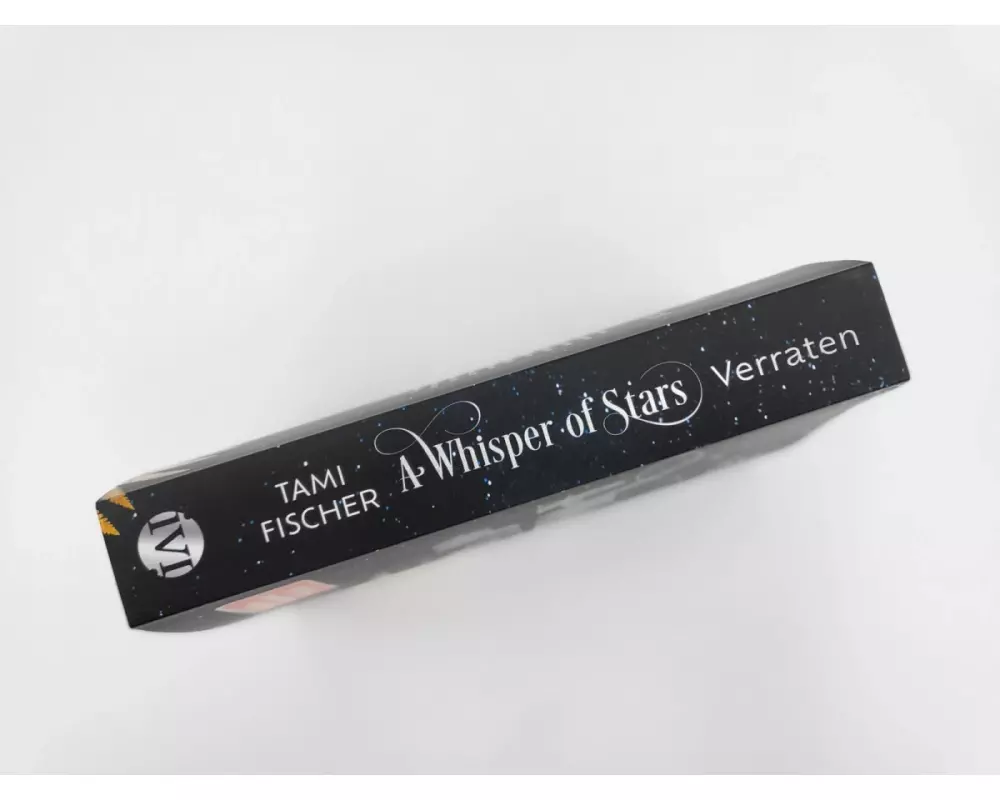 TAMI
FISCHER
A Whisper of Stars
Verraten